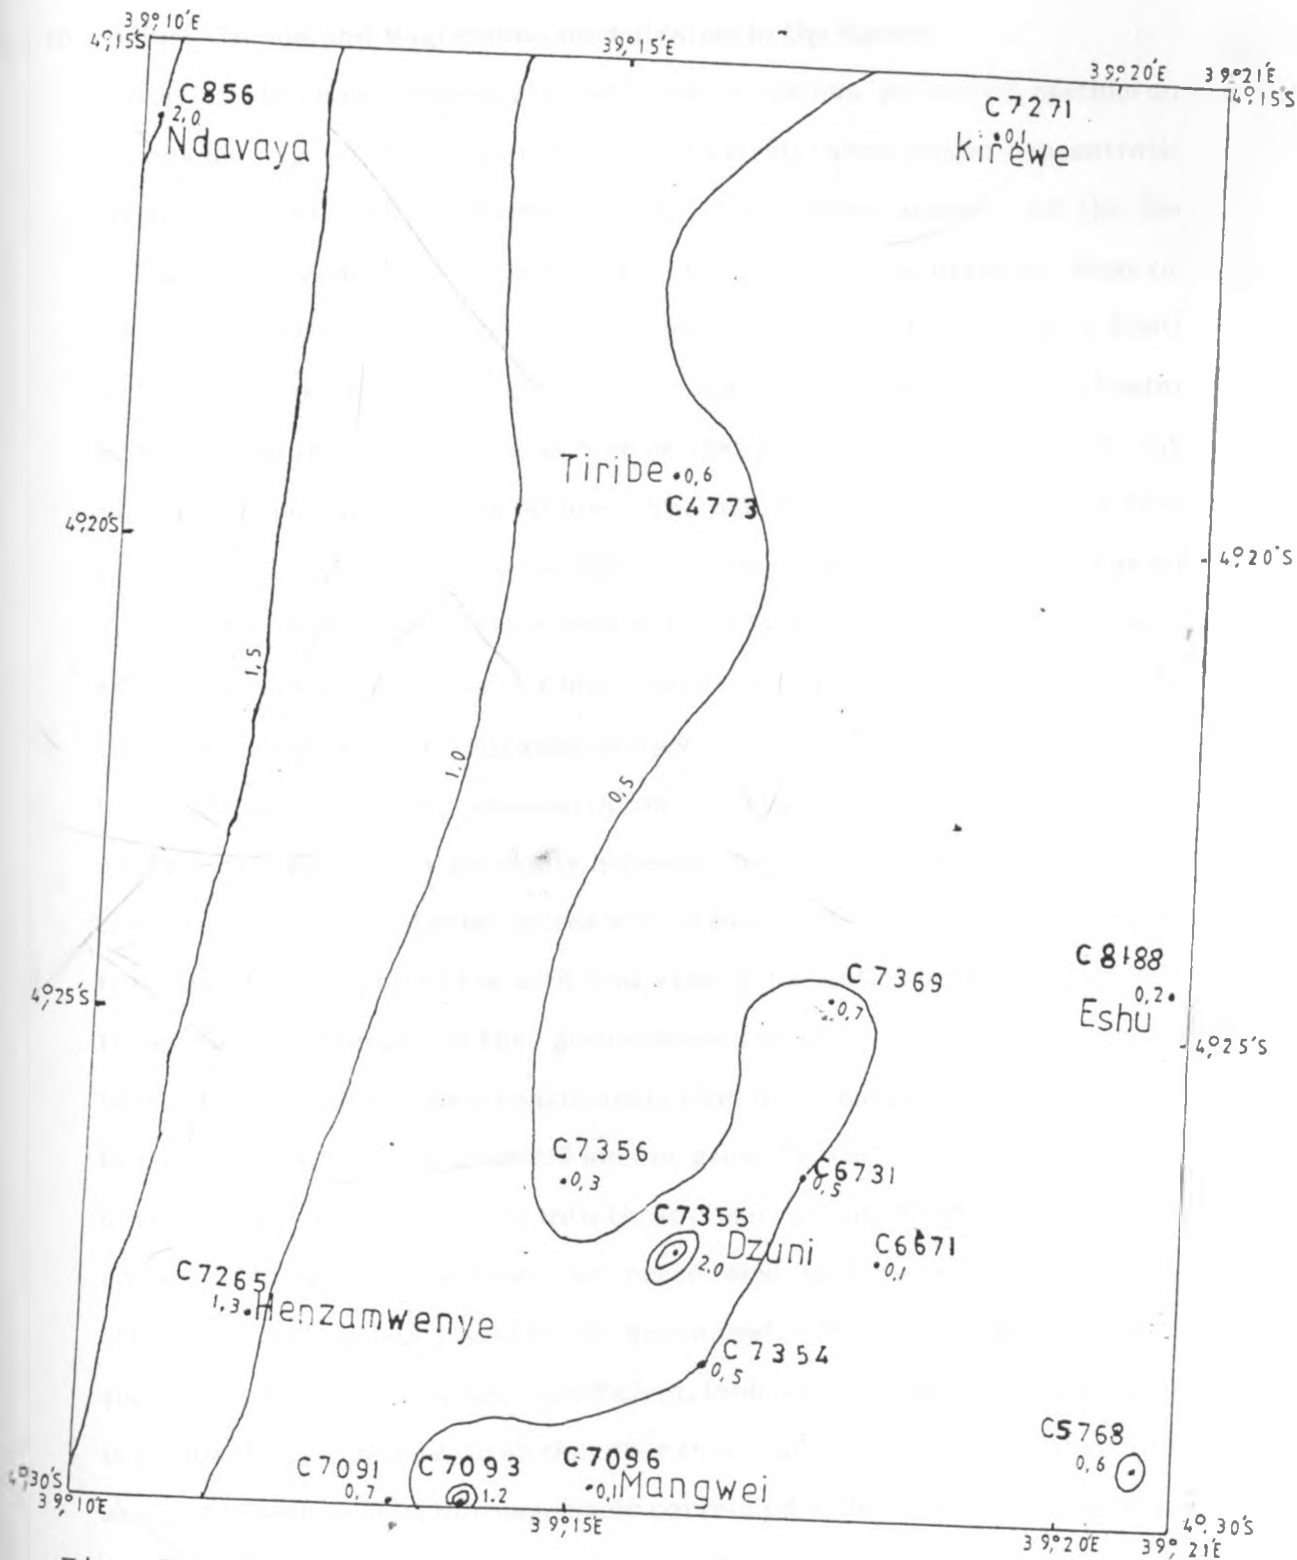 39°10'E
4°15'S
39°15'E
39°20'E
39°21'E
4°15'S
C856
2,0
Ndavaya
C7271
0,1
Kirewe
Tiribe
0,6
C4773
4°20'S
4°20'S
1,5
1,0
0,5
C7369
0,7
C8188
0,2
Eshu
4°25'S
4°25'S
C7356
0,3
C6731
0,5
C7355
2,0
Dzuni
C6671
0,1
C7265
1,3
Henzamwenye
C7354
0,5
C5768
0,6
C7091
0,7
C7093
1.2
C7096
0,1
Mangwei
4°,30'S
39°10'E
39°15E
39°20'E
4°,30'S
39°,21'E